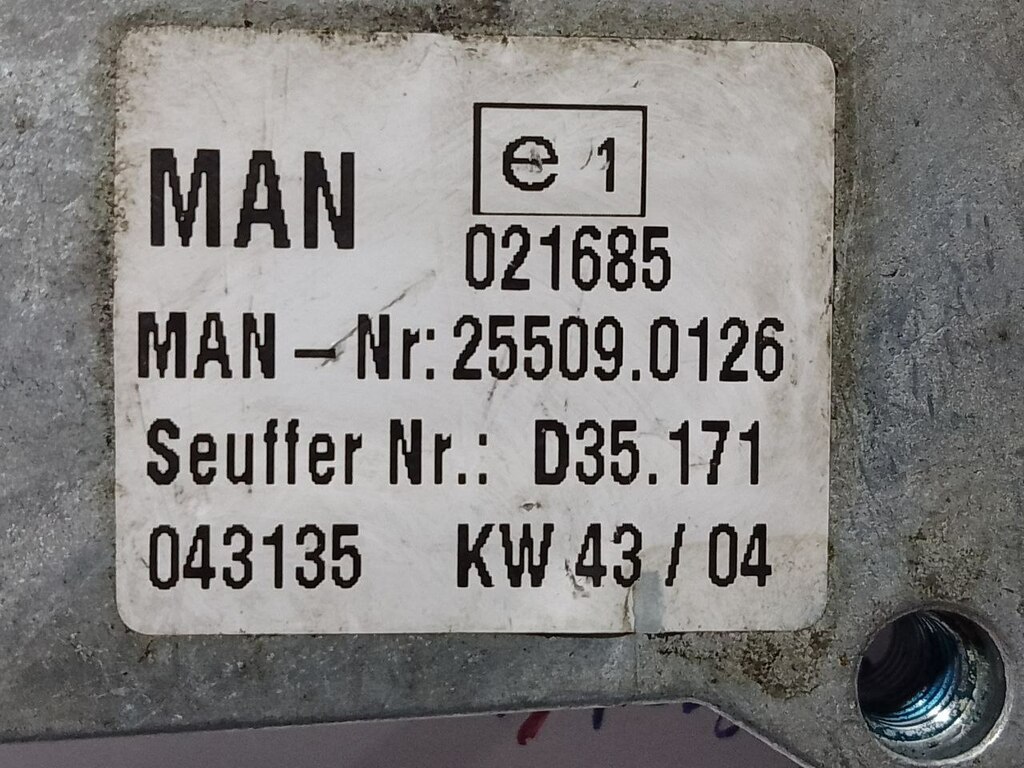 MAN
e 1
021685
MAN – Nr: 25509.0126
Seuffer Nr.: D35.171
043135 KW 43 / 04